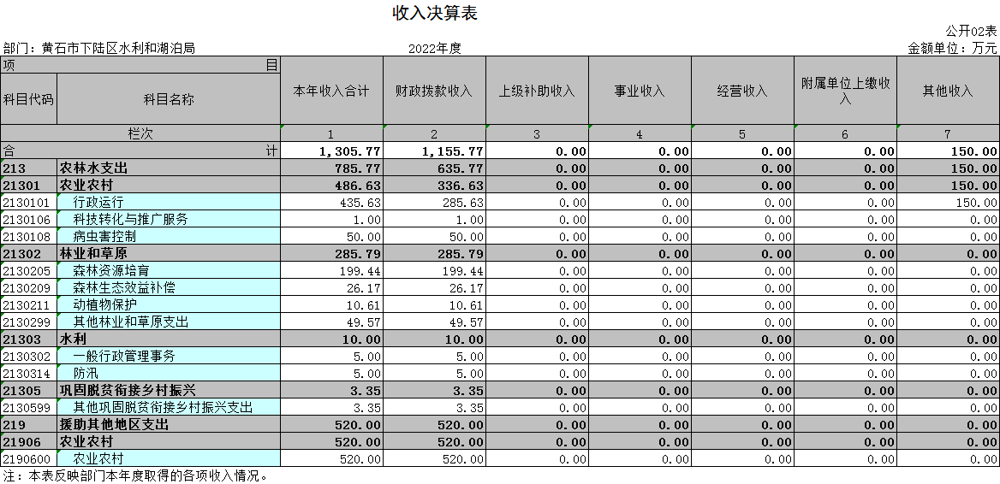 收入决算表
公开02表
部门：黄石市下陆区水利和湖泊局 2022年度 金额单位：万元
项 目 本年收入合计 财政拨款收入 上级补助收入 事业收入 经营收入 附属单位上缴收入 其他收入
科目代码 科目名称
栏次 1 2 3 4 5 6 7
合 计 1,305.77 1,155.77 0.00 0.00 0.00 0.00 150.00
213 农林水支出 785.77 635.77 0.00 0.00 0.00 0.00 150.00
21301 农业农村 486.63 336.63 0.00 0.00 0.00 0.00 150.00
2130101 行政运行 435.63 285.63 0.00 0.00 0.00 0.00 150.00
2130106 科技转化与推广服务 1.00 1.00 0.00 0.00 0.00 0.00 0.00
2130108 病虫害控制 50.00 50.00 0.00 0.00 0.00 0.00 0.00
21302 林业和草原 285.79 285.79 0.00 0.00 0.00 0.00 0.00
2130205 森林资源培育 199.44 199.44 0.00 0.00 0.00 0.00 0.00
2130209 森林生态效益补偿 26.17 26.17 0.00 0.00 0.00 0.00 0.00
2130211 动植物保护 10.61 10.61 0.00 0.00 0.00 0.00 0.00
2130299 其他林业和草原支出 49.57 49.57 0.00 0.00 0.00 0.00 0.00
21303 水利 10.00 10.00 0.00 0.00 0.00 0.00 0.00
2130302 一般行政管理事务 5.00 5.00 0.00 0.00 0.00 0.00 0.00
2130314 防汛 5.00 5.00 0.00 0.00 0.00 0.00 0.00
21305 巩固脱贫衔接乡村振兴 3.35 3.35 0.00 0.00 0.00 0.00 0.00
2130599 其他巩固脱贫衔接乡村振兴支出 3.35 3.35 0.00 0.00 0.00 0.00 0.00
219 援助其他地区支出 520.00 520.00 0.00 0.00 0.00 0.00 0.00
21906 农业农村 520.00 520.00 0.00 0.00 0.00 0.00 0.00
2190600 农业农村 520.00 520.00 0.00 0.00 0.00 0.00 0.00
注：本表反映部门本年度取得的各项收入情况。